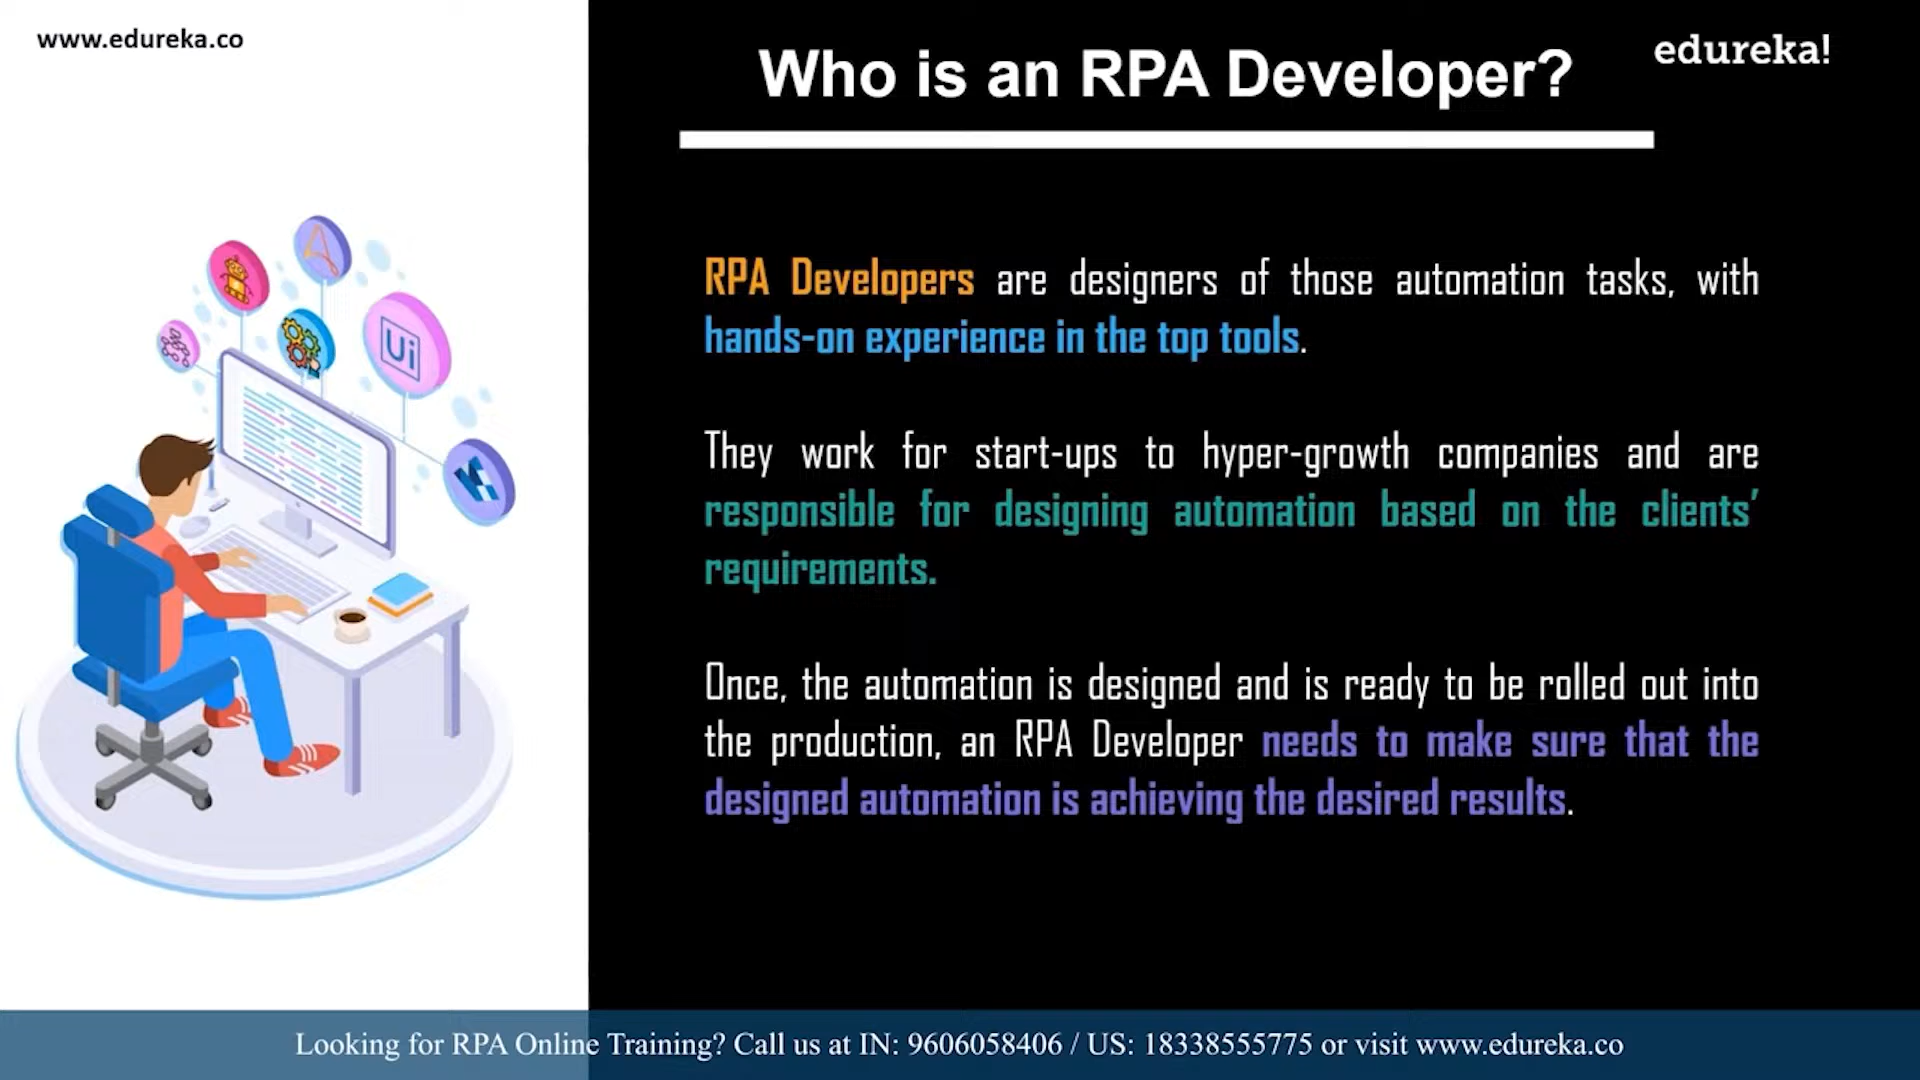 www.edureka.co
Who is an RPA Developer?
edureka!
RPA Developers are designers of those automation tasks, with
hands-on experience in the top tools.
They work for start-ups to hyper-growth companies and are
responsible for designing automation based on the clients’
requirements.
Once, the automation is designed and is ready to be rolled out into
the production, an RPA Developer needs to make sure that the
designed automation is achieving the desired results.
Ui
Looking for RPA Online Training? Call us at IN: 9606058406 / US: 18338555775 or visit www.edureka.co